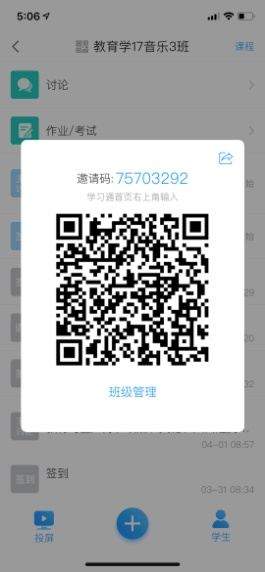 5:06
教育学17音乐3班
课程
讨论
作业/考试
邀请码: 75703292
学习通首页右上角输入
班级管理
04-01 08:57
签到
签到
03-31 08:34
投屏
学生